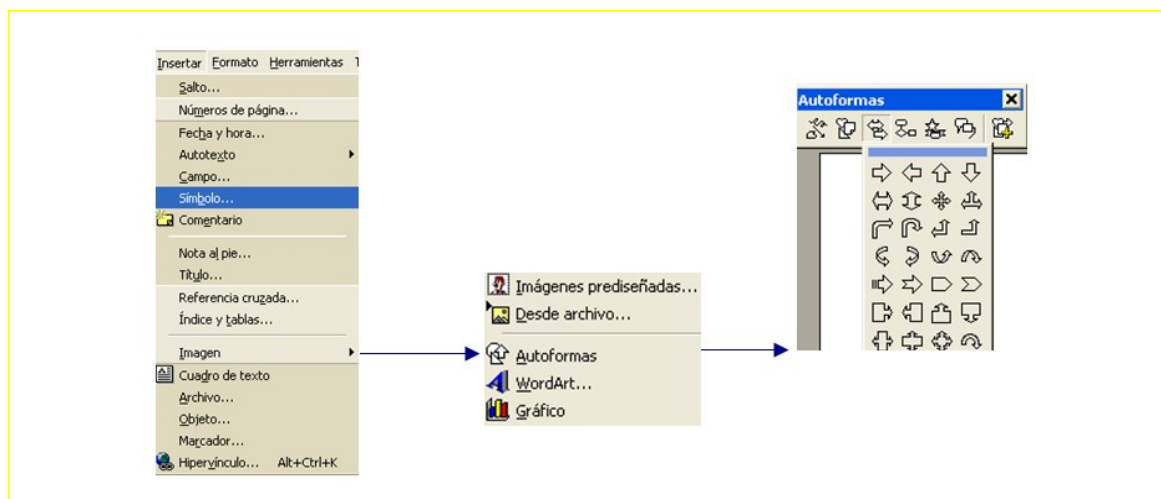 Insertar Formato Herramientas T
Salto...
Números de página...
Fecha y hora...
Autotexto
Campo...
Símbolo...
Comentario
Nota al pie...
Título...
Referencia cruzada...
Índice y tablas...
Imagen
Cuadro de texto
Archivo...
Objeto...
Marcador...
Hipervínculo... Alt+Ctrl+K
Imágenes prediseñadas...
Desde archivo...
Autoformas
WordArt...
Gráfico
Autoformas